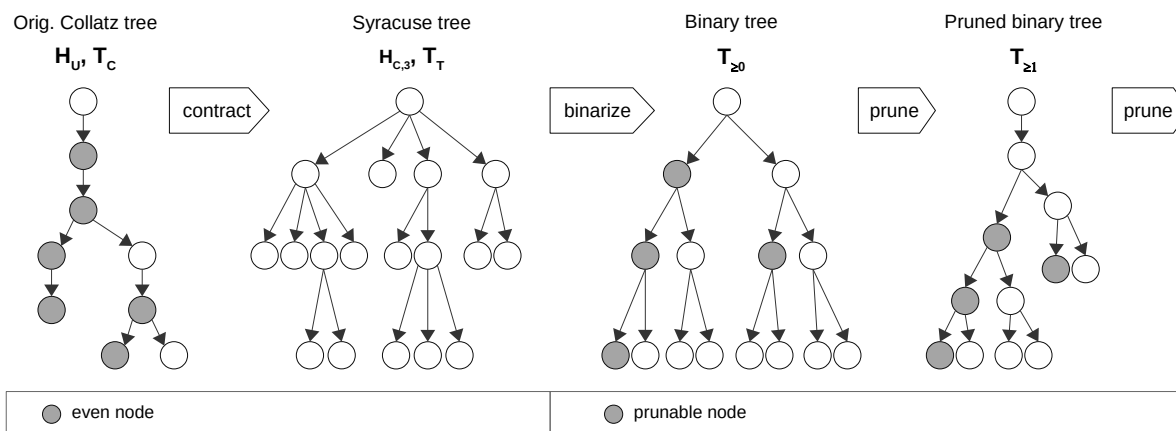 Orig. Collatz tree
H_U, T_C
contract
Syracuse tree
H_C,3, T_T
binarize
Binary tree
T_≥0
prune
Pruned binary tree
T_≥1
prune
even node
prunable node